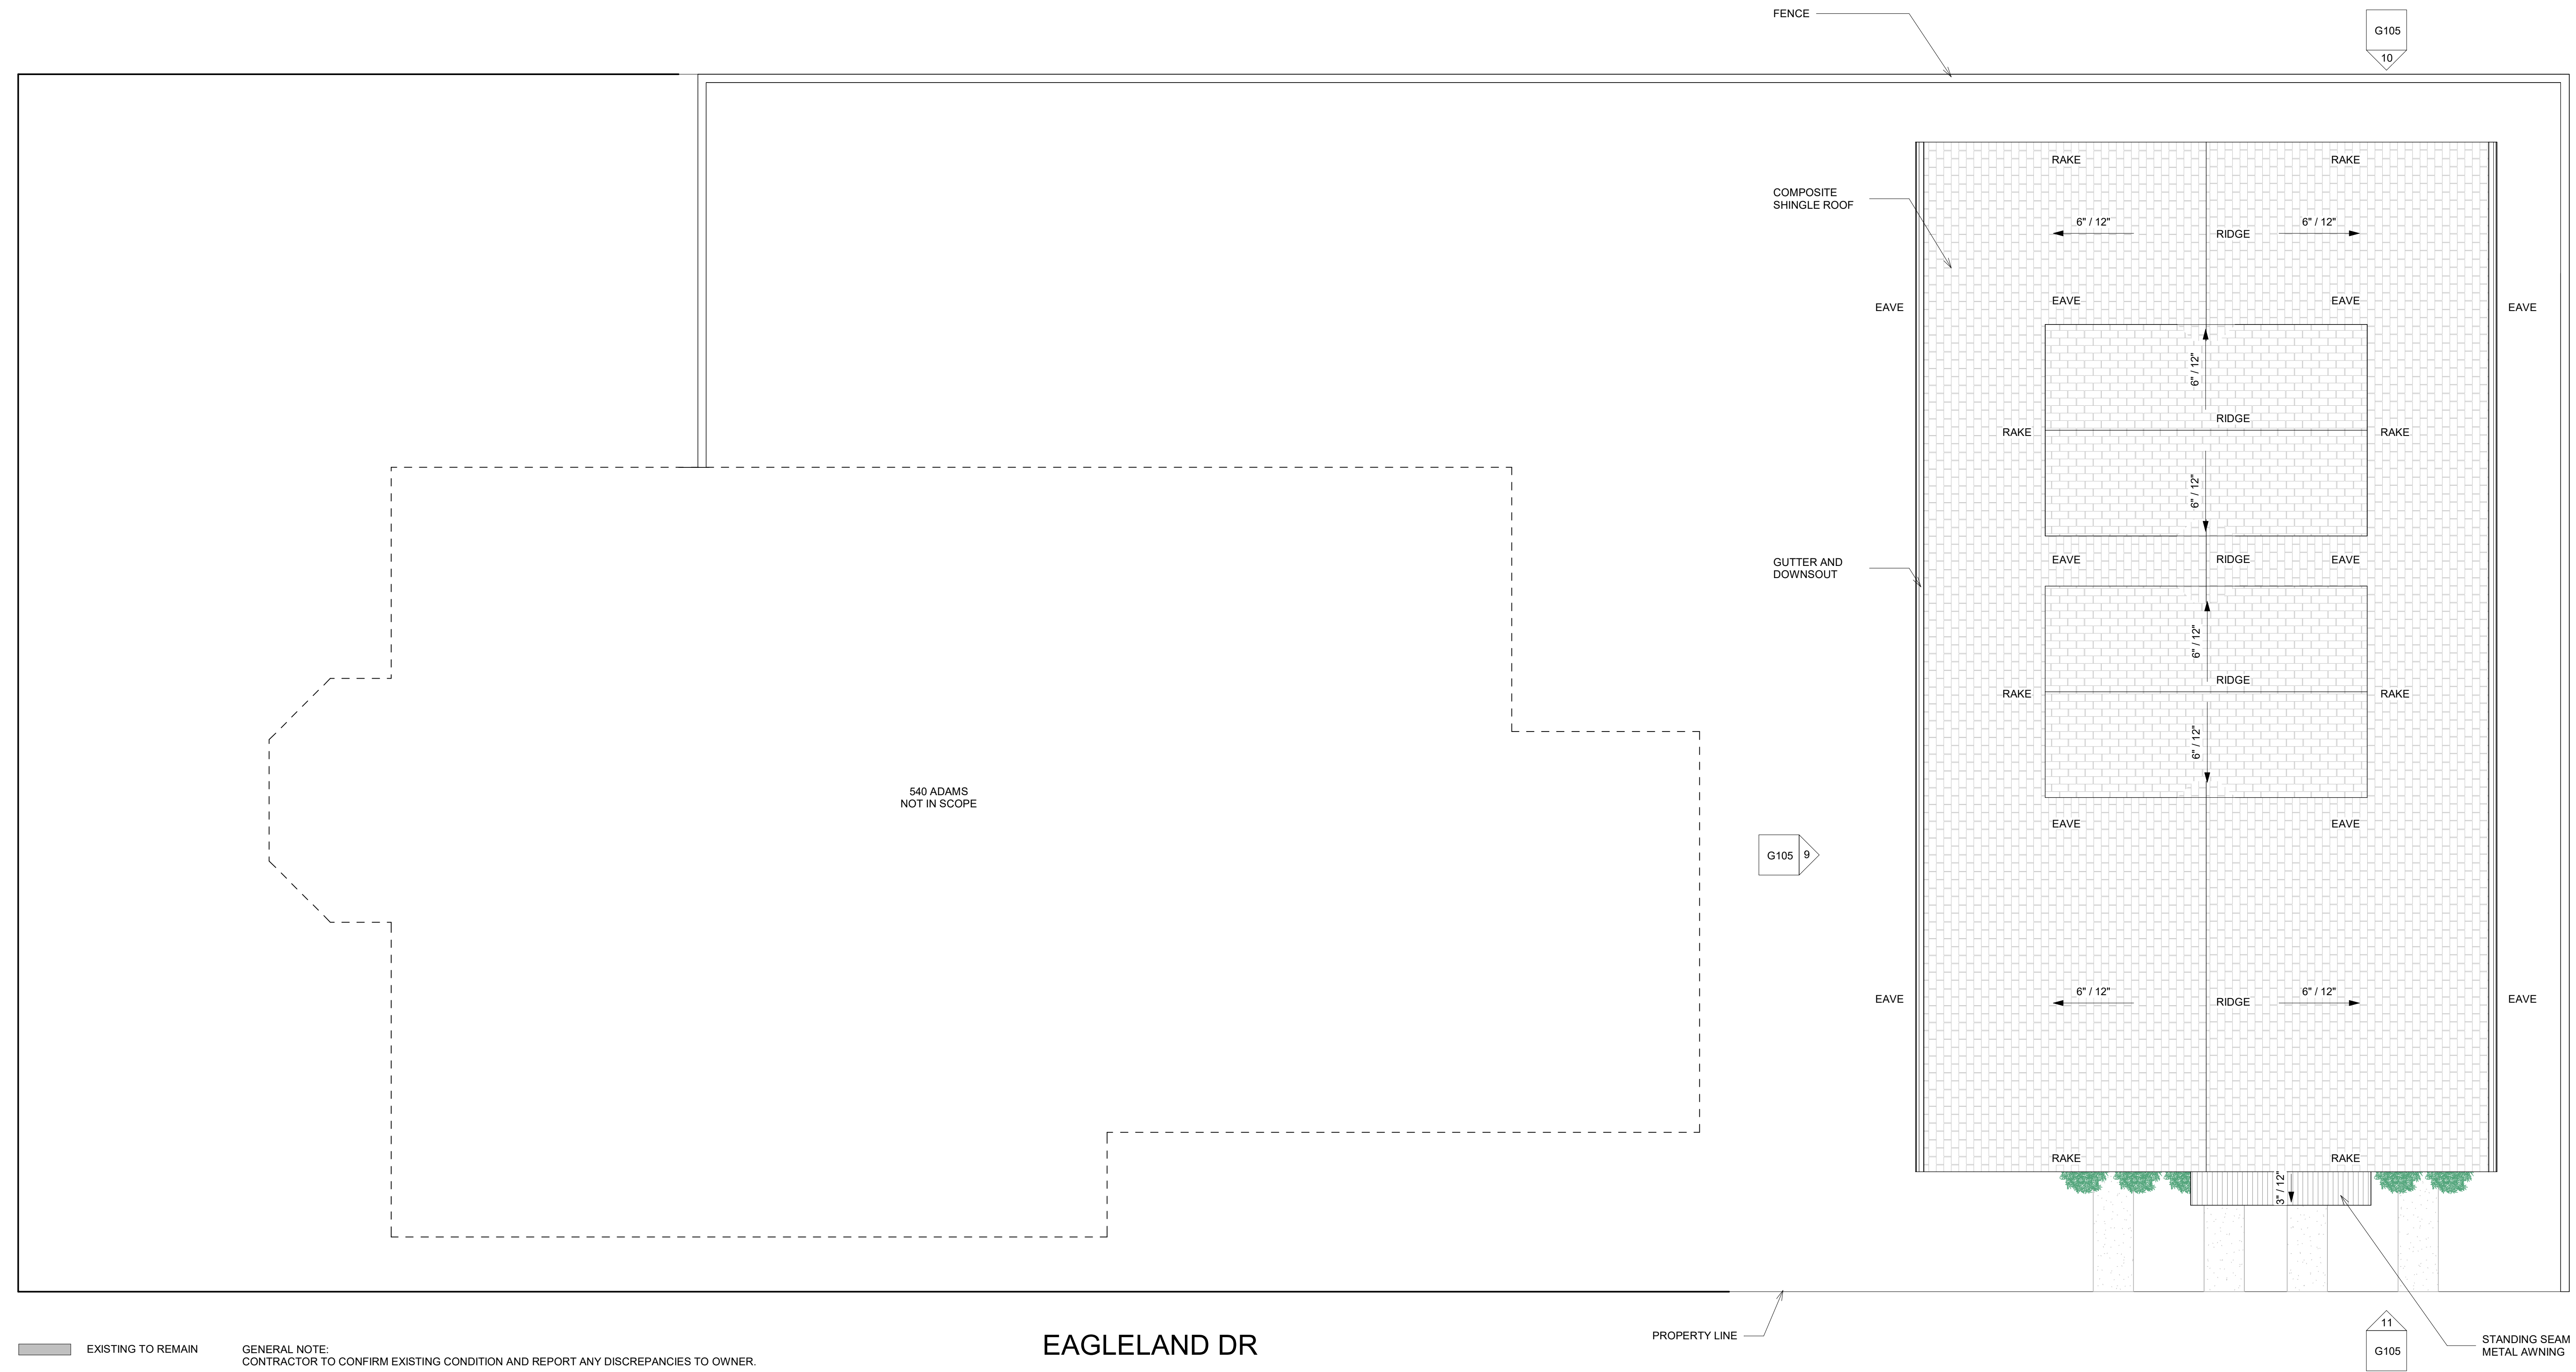 FENCE
G105
10
RAKE
RAKE
COMPOSITE
SHINGLE ROOF
6" / 12"
6" / 12"
RIDGE
EAVE
EAVE
EAVE
EAVE
6" / 12"
RIDGE
RAKE
RAKE
6" / 12"
GUTTER AND
DOWNSOUT
EAVE
RIDGE
EAVE
6" / 12"
RIDGE
RAKE
RAKE
6" / 12"
540 ADAMS
NOT IN SCOPE
EAVE
EAVE
G105
9
6" / 12"
6" / 12"
EAVE
RIDGE
EAVE
RAKE
RAKE
3" / 12"
PROPERTY LINE
11
G105
STANDING SEAM
METAL AWNING
EAGLELAND DR
EXISTING TO REMAIN
GENERAL NOTE:
CONTRACTOR TO CONFIRM EXISTING CONDITION AND REPORT ANY DISCREPANCIES TO OWNER.